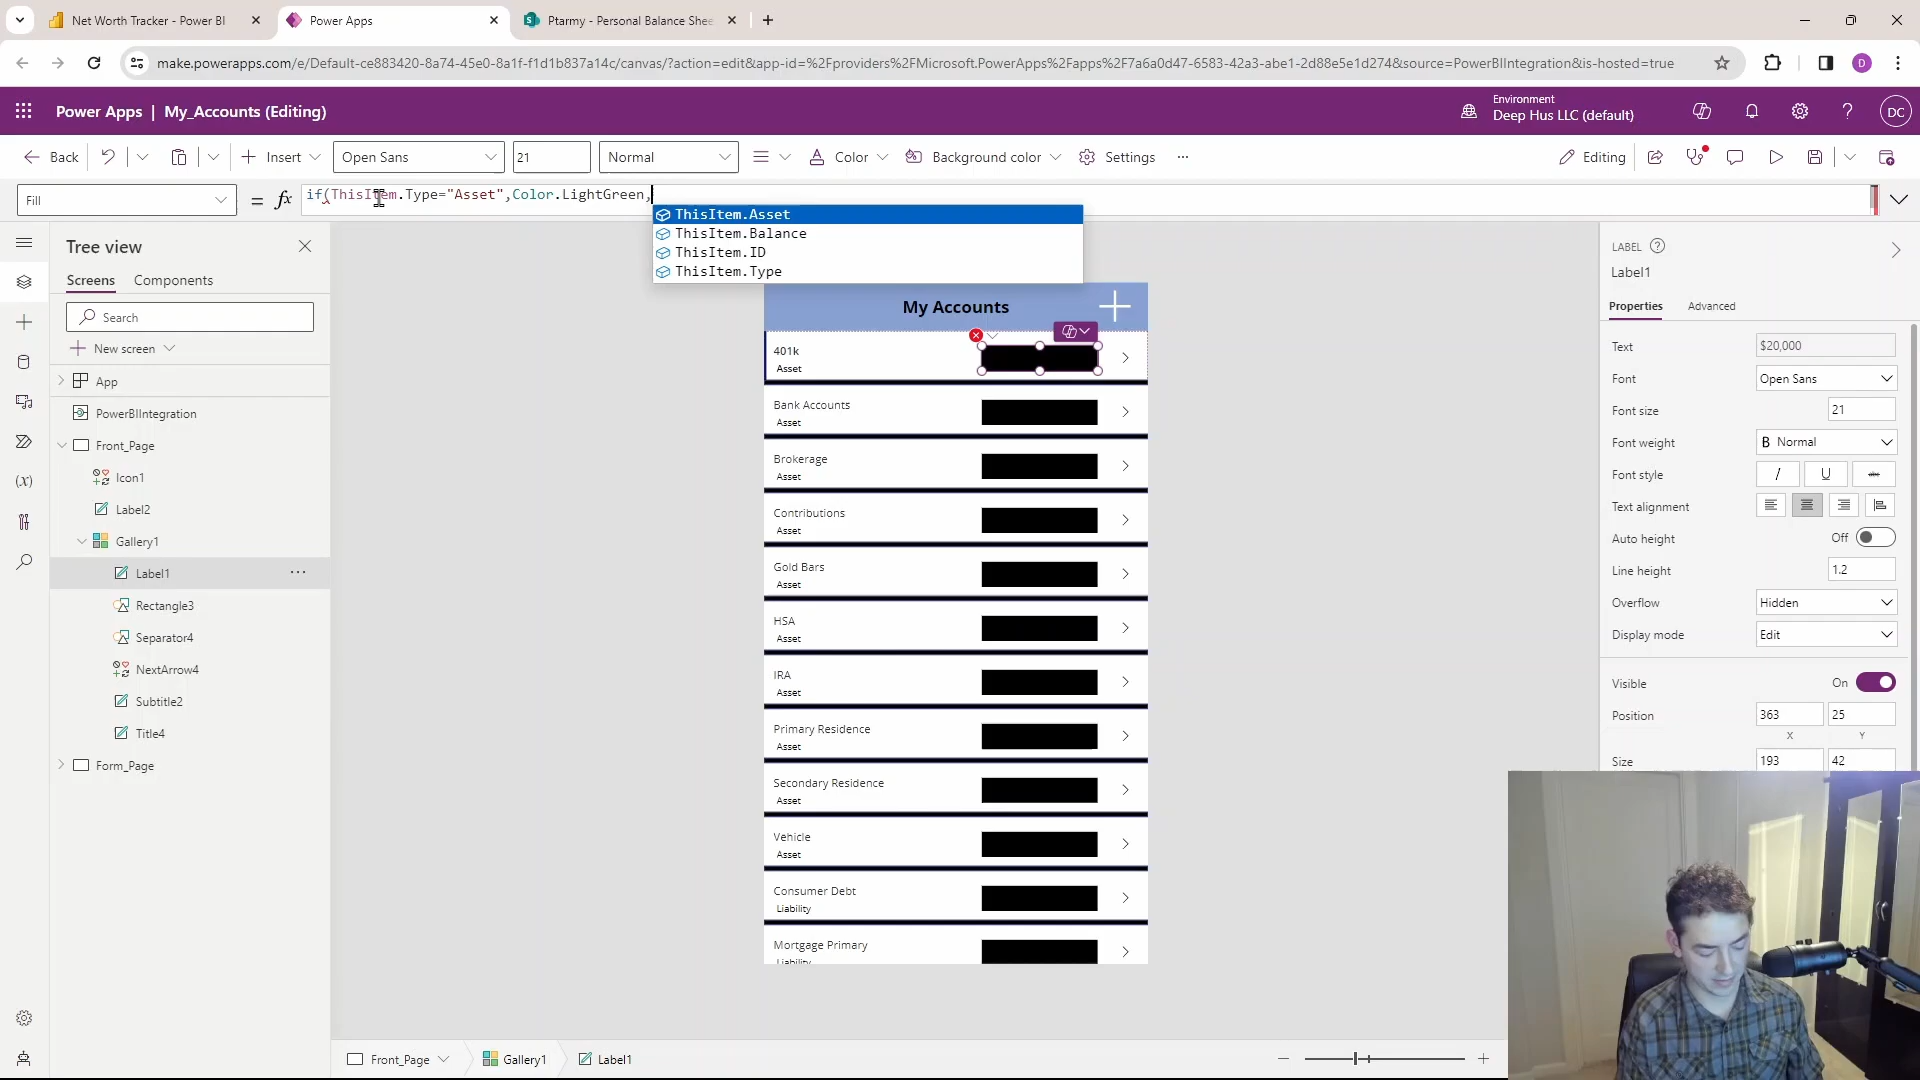 Net Worth Tracker - Power BI
Power Apps
Ptarmy - Personal Balance Shee
make.powerapps.com/e/Default-ce883420-8a74-45e0-8a1f-f1d1b837a14c/canvas/?action=edit&app-id=%2Fproviders%2FMicrosoft.PowerApps%2Fapps%2F7a6a0d47-6583-42a3-abe1-2d88e5e1d274&source=PowerBIIntegration&is-hosted=true
D
Power Apps | My_Accounts (Editing)
Environment
Deep Hus LLC (default)
DC
Back
Insert
Open Sans
21
Normal
Color
Background color
Settings
Editing
Fill
= fx if(ThisItem.Type="Asset",Color.LightGreen,
ThisItem.Asset
ThisItem.Balance
ThisItem.ID
ThisItem.Type
Tree view
Screens
Components
Search
New screen
App
PowerBIIntegration
Front_Page
Icon1
Label2
Gallery1
Label1
Rectangle3
Separator4
NextArrow4
Subtitle2
Title4
Form_Page
My Accounts
401k
Asset
Bank Accounts
Asset
Brokerage
Asset
Contributions
Asset
Gold Bars
Asset
HSA
Asset
IRA
Asset
Primary Residence
Asset
Secondary Residence
Asset
Vehicle
Asset
Consumer Debt
Liability
Mortgage Primary
Liability
LABEL
Label1
Properties
Advanced
Text
$20,000
Font
Open Sans
Font size
21
Font weight
B Normal
Font style
Text alignment
Auto height
Off
Line height
1.2
Overflow
Hidden
Display mode
Edit
Visible
On
Position
363
25
X
Y
Size
193
42
Front_Page
Gallery1
Label1